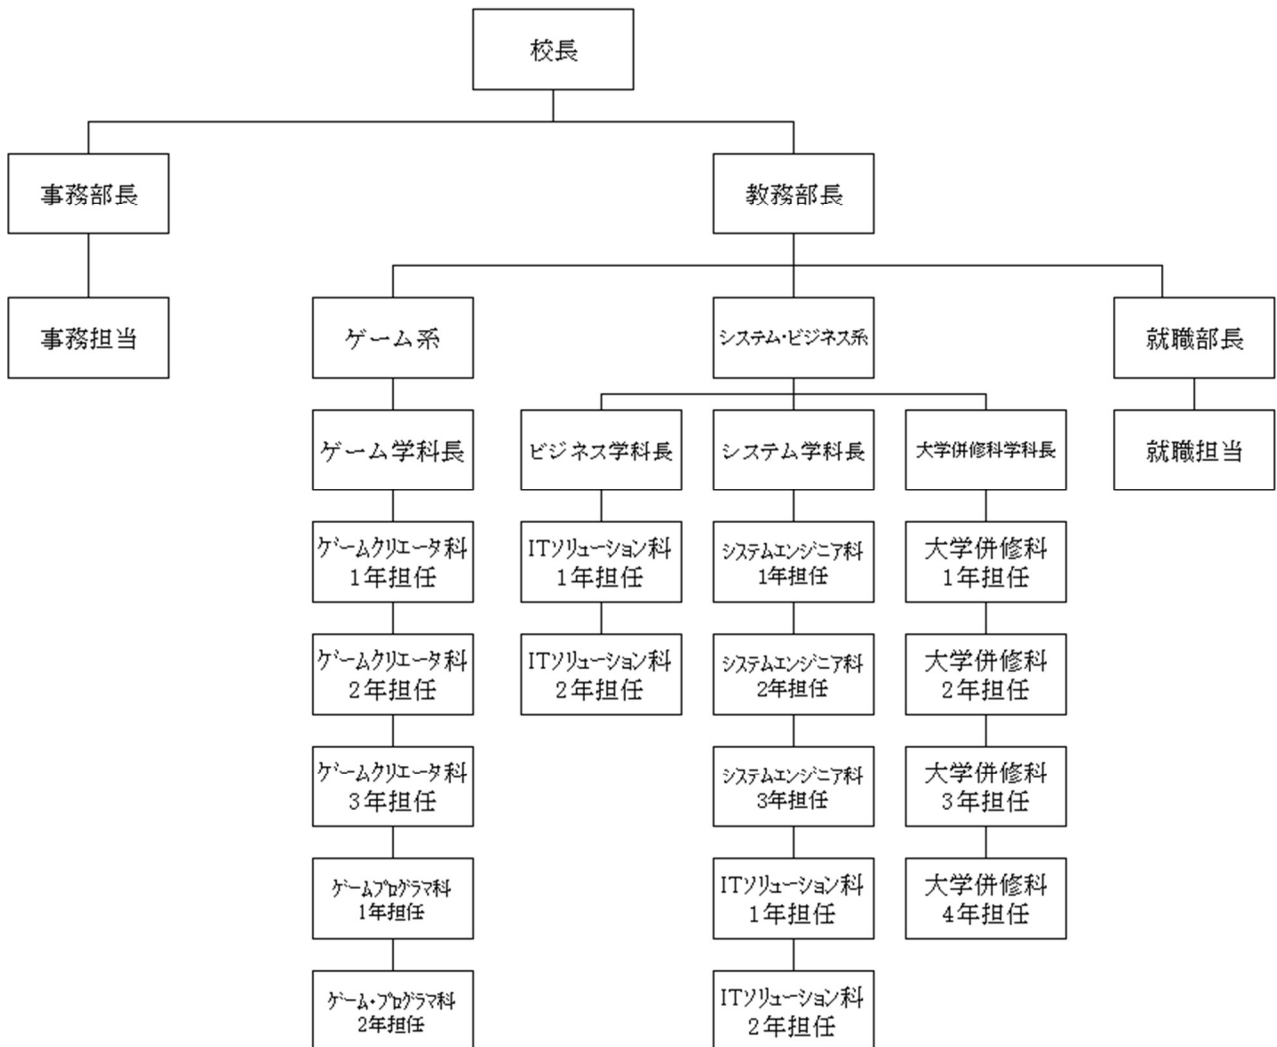 校長
事務部長
教務部長
事務担当
ゲーム系
システム・ビジネス系
就職部長
ゲーム学科長
ビジネス学科長
システム学科長
大学併修科学科長
就職担当
ゲームクリエータ科
1年担任
ITソリューション科
1年担任
システムエンジニア科
1年担任
大学併修科
1年担任
ゲームクリエータ科
2年担任
ITソリューション科
2年担任
システムエンジニア科
2年担任
大学併修科
2年担任
ゲームクリエータ科
3年担任
システムエンジニア科
3年担任
大学併修科
3年担任
ゲームプログラマ科
1年担任
ITソリューション科
1年担任
大学併修科
4年担任
ゲーム・プログラマ科
2年担任
ITソリューション科
2年担任